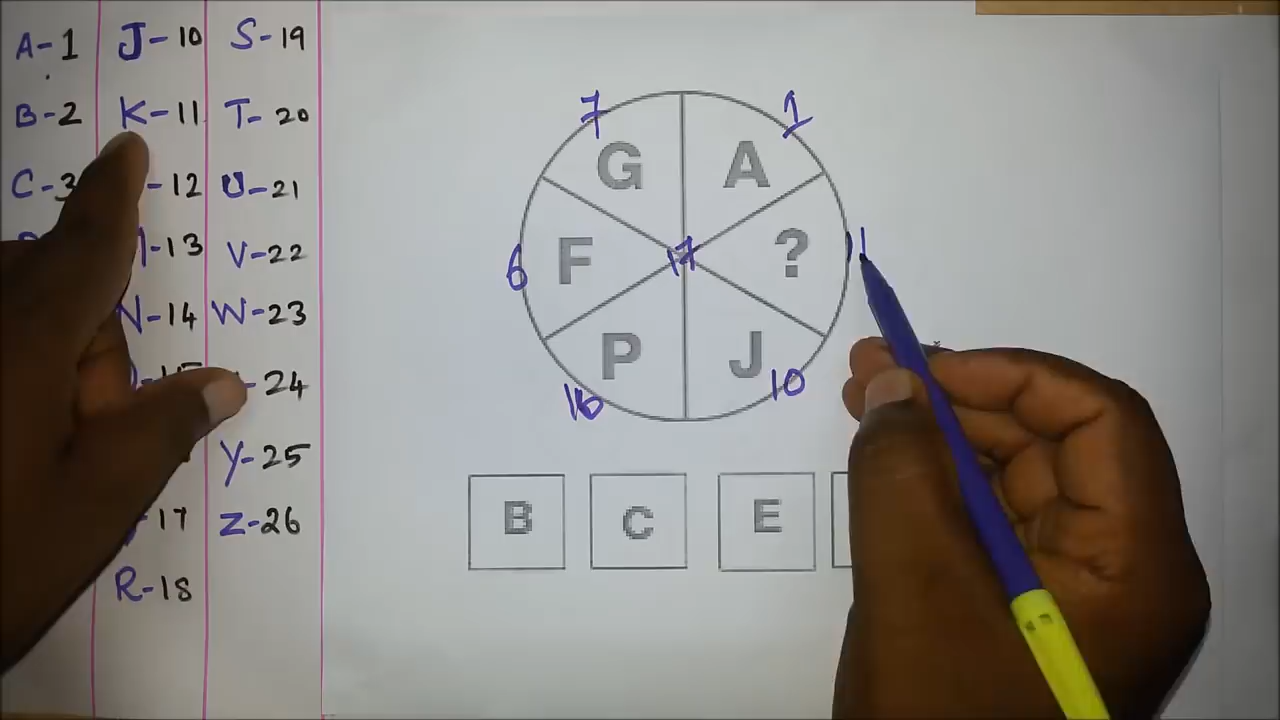 A-1 J-10 S-19
B-2 K-11 T-20
C-3 -12 U-21
-13 V-22
N-14 W-23
-24
Y-25
-17 Z-26
R-18
7 1
G A
6 F 17 ? 11
P J
16 10
B C E